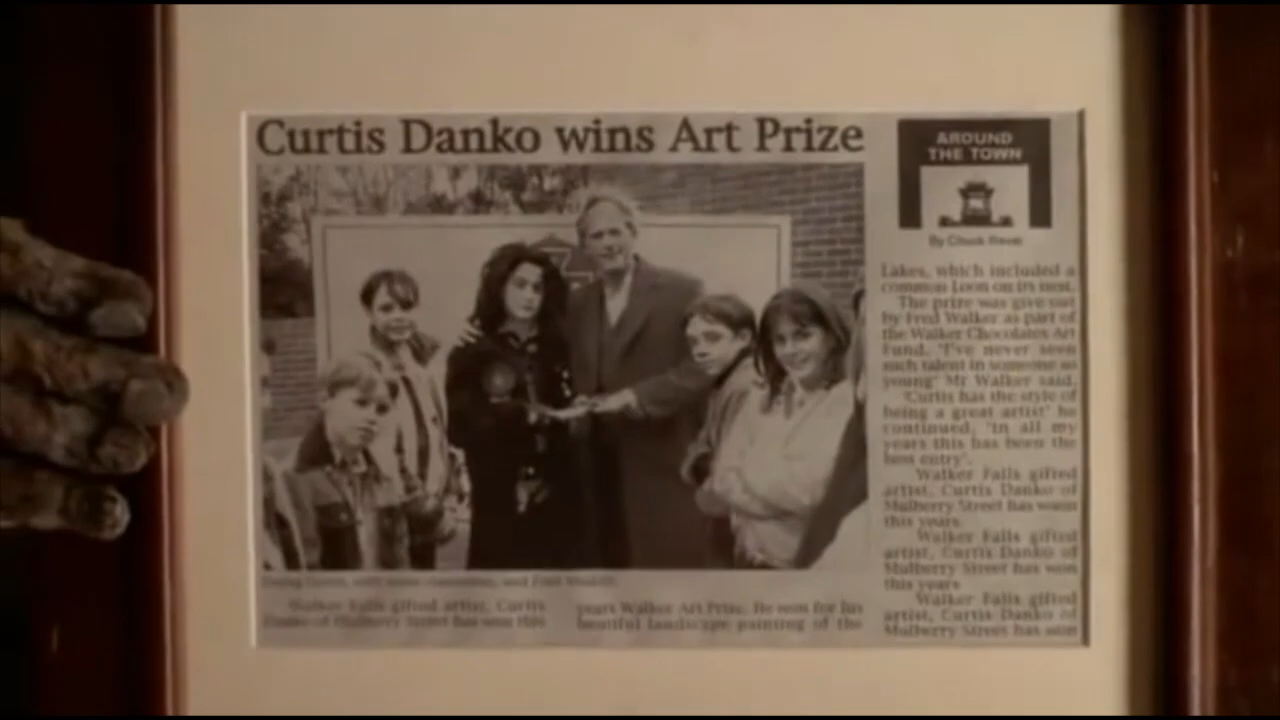 Curtis Danko wins Art Prize
AROUND
THE TOWN
By Chuck
Walker Falls gifted artist, Curtis
Danko of Mulberry Street has won this
years Walker Art Prize. He won for his
beutiful landscape painting of the
Lakes, which included a
common Loon on its nest.
The prize was give out
by Fred Walker as part of
the Walker Chocolates Art
Fund. 'I've never seen
such talent in someone so
young' Mr Walker said.
'Curtis has the style of
being a great artist' he
continued, 'in all my
years this has been the
best entry'.
Walker Falls gifted
artist, Curtis Danko of
Mulberry Street has wonn
this years.
Walker Falls gifted
artist, Curtis Danko of
Mulberry Street has won
this years
Walker Falls gifted
artist, Curtis Danko of
Mulberry Street has won